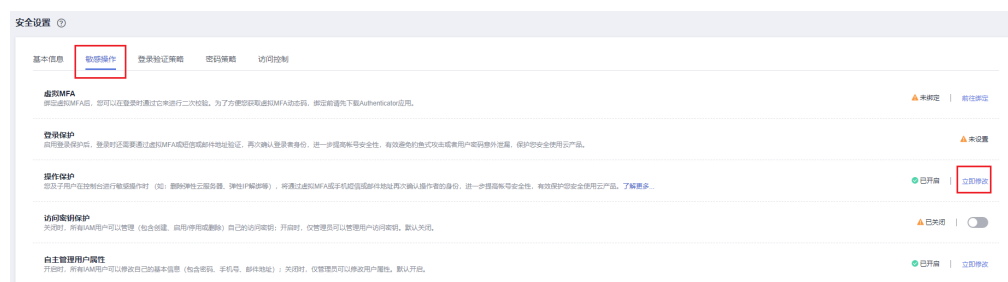 安全设置 ?
基本信息 敏感操作 登录验证策略 密码策略 访问控制
虚拟MFA
绑定虚拟MFA后，您可以在登录时通过它来进行二次校验。为了方便您获取虚拟MFA动态码，绑定前请先下载Authenticator应用。
未绑定 | 前往绑定
登录保护
启用登录保护后，登录时还需要通过虚拟MFA或短信或邮件地址验证，再次确认登录者身份，进一步提高帐号安全性，有效避免钓鱼式攻击或者用户密码意外泄漏，保护您安全使用云产品。
未设置
操作保护
您及子用户在控制台进行敏感操作时（如：删除弹性云服务器、弹性IP解绑等），将通过虚拟MFA或手机短信或邮件地址再次确认操作者的身份，进一步提高帐号安全性，有效保护您安全使用云产品。了解更多...
已开启 | 立即修改
访问密钥保护
关闭时，所有IAM用户可以管理（包含创建、启用/停用或删除）自己的访问密钥；开启时，仅管理员可以管理用户访问密钥。默认关闭。
已关闭 |
自主管理用户属性
开启时，所有IAM用户可以修改自己的基本信息（包含密码、手机号、邮件地址）；关闭时，仅管理员可以修改用户属性。默认开启。
已开启 | 立即修改